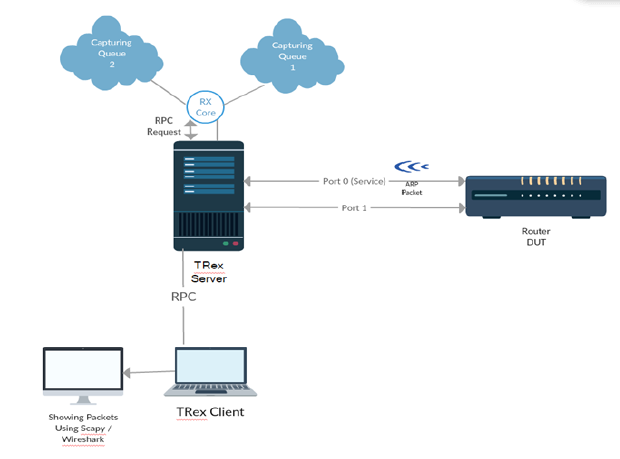 Capturing
Queue
2
Capturing
Queue
1
RX
Core
RPC
Request
Port 0 (Service)
ARP
Packet
Port 1
Router
DUT
TRex
Server
RPC
TRex Client
Showing Packets
Using Scapy /
Wireshark